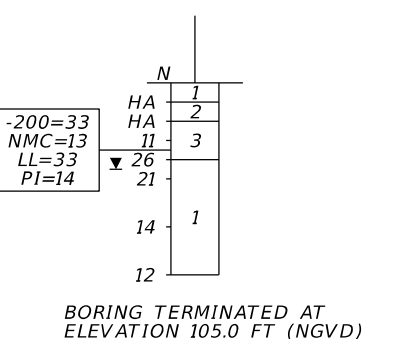 N
1
HA
2
HA
-200=33
11
3
NMC=13
LL=33
26
PI=14
21
1
14
12
BORING TERMINATED AT
ELEVATION 105.0 FT (NGVD)